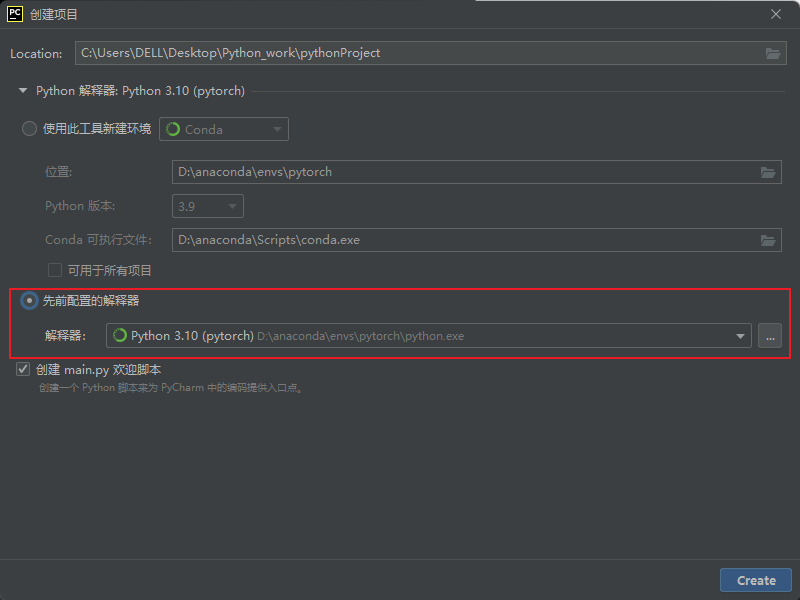 PC 创建项目
Location: C:\Users\DELL\Desktop\Python_work\pythonProject
Python 解释器: Python 3.10 (pytorch)
使用此工具新建环境 Conda
位置: D:\anaconda\envs\pytorch
Python 版本: 3.9
Conda 可执行文件: D:\anaconda\Scripts\conda.exe
可用于所有项目
先前配置的解释器
解释器: Python 3.10 (pytorch) D:\anaconda\envs\pytorch\python.exe ...
创建 main.py 欢迎脚本
创建一个 Python 脚本来为 PyCharm 中的编码提供入口点。
Create